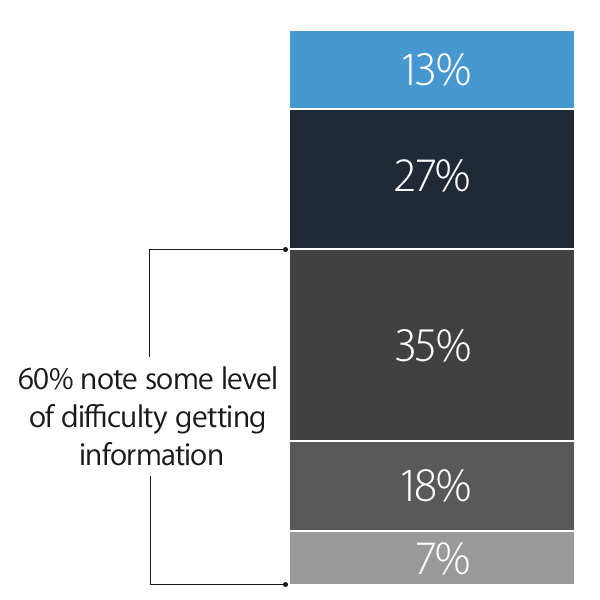 13%
27%
35%
60% note some level
of difficulty getting
information
18%
7%